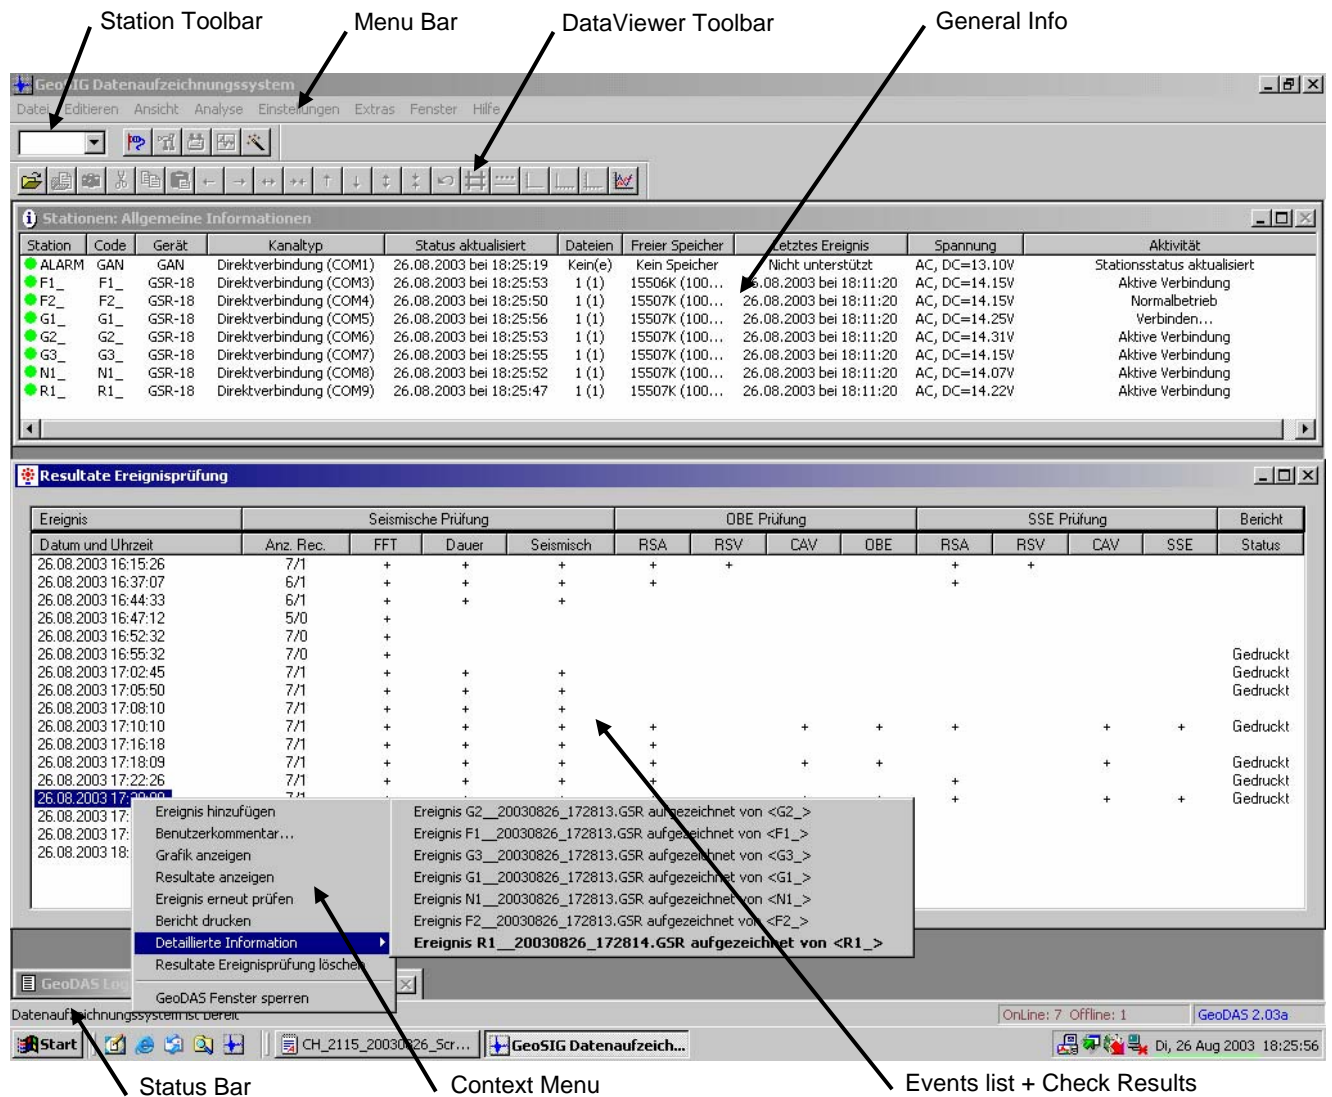 Station Toolbar Menu Bar DataViewer Toolbar General Info
GeoSIG Datenaufzeichnungssystem
Datei Editieren Ansicht Analyse Einstellungen Extras Fenster Hilfe
Stationen: Allgemeine Informationen
Station Code Gerät Kanaltyp Status aktualisiert Dateien Freier Speicher Letztes Ereignis Spannung Aktivität
ALARM GAN GAN Direktverbindung (COM1) 26.08.2003 bei 18:25:19 Kein(e) Kein Speicher Nicht unterstützt AC, DC=13.10V Stationsstatus aktualisiert
F1_ F1_ GSR-18 Direktverbindung (COM3) 26.08.2003 bei 18:25:53 1 (1) 15506K (100... 26.08.2003 bei 18:11:20 AC, DC=14.15V Aktive Verbindung
F2_ F2_ GSR-18 Direktverbindung (COM4) 26.08.2003 bei 18:25:50 1 (1) 15507K (100... 26.08.2003 bei 18:11:20 AC, DC=14.15V Normalbetrieb
G1_ G1_ GSR-18 Direktverbindung (COM5) 26.08.2003 bei 18:25:56 1 (1) 15507K (100... 26.08.2003 bei 18:11:20 AC, DC=14.25V Verbinden...
G2_ G2_ GSR-18 Direktverbindung (COM6) 26.08.2003 bei 18:25:53 1 (1) 15507K (100... 26.08.2003 bei 18:11:20 AC, DC=14.31V Aktive Verbindung
G3_ G3_ GSR-18 Direktverbindung (COM7) 26.08.2003 bei 18:25:55 1 (1) 15507K (100... 26.08.2003 bei 18:11:20 AC, DC=14.15V Aktive Verbindung
N1_ N1_ GSR-18 Direktverbindung (COM8) 26.08.2003 bei 18:25:52 1 (1) 15507K (100... 26.08.2003 bei 18:11:20 AC, DC=14.07V Aktive Verbindung
R1_ R1_ GSR-18 Direktverbindung (COM9) 26.08.2003 bei 18:25:47 1 (1) 15507K (100... 26.08.2003 bei 18:11:20 AC, DC=14.22V Aktive Verbindung
Resultate Ereignisprüfung
Ereignis Seismische Prüfung OBE Prüfung SSE Prüfung Bericht
Datum und Uhrzeit Anz. Rec. FFT Dauer Seismisch RSA RSV CAV OBE RSA RSV CAV SSE Status
26.08.2003 16:15:26 7/1 + + + + + + +
26.08.2003 16:37:07 6/1 + + + + +
26.08.2003 16:44:33 6/1 + + +
26.08.2003 16:47:12 5/0 +
26.08.2003 16:52:32 7/0 +
26.08.2003 16:55:32 7/0 + Gedruckt
26.08.2003 17:02:45 7/1 + + + Gedruckt
26.08.2003 17:05:50 7/1 + + + Gedruckt
26.08.2003 17:08:10 7/1 + + +
26.08.2003 17:10:10 7/1 + + + + + + + + + Gedruckt
26.08.2003 17:16:18 7/1 + + + +
26.08.2003 17:18:09 7/1 + + + + + + + Gedruckt
26.08.2003 17:22:26 7/1 + + + + + Gedruckt
26.08.2003 + + + Gedruckt
26.08.2003 17:
26.08.2003 17:
26.08.2003 18:
Ereignis hinzufügen
Benutzerkommentar...
Grafik anzeigen
Resultate anzeigen
Ereignis erneut prüfen
Bericht drucken
Detaillierte Information
Resultate Ereignisprüfung löschen
GeoDAS Fenster sperren
Ereignis G2__20030826_172813.GSR aufgezeichnet von <G2_>
Ereignis F1__20030826_172813.GSR aufgezeichnet von <F1_>
Ereignis G3__20030826_172813.GSR aufgezeichnet von <G3_>
Ereignis G1__20030826_172813.GSR aufgezeichnet von <G1_>
Ereignis N1__20030826_172813.GSR aufgezeichnet von <N1_>
Ereignis F2__20030826_172813.GSR aufgezeichnet von <F2_>
Ereignis R1__20030826_172814.GSR aufgezeichnet von <R1_>
GeoDAS Log
Datenaufzeichnungssystem ist bereit OnLine: 7 Offline: 1 GeoDAS 2.03a
Start CH_2115_20030826_Scr... GeoSIG Datenaufzeich... Di, 26 Aug 2003 18:25:56
Status Bar Context Menu Events list + Check Results